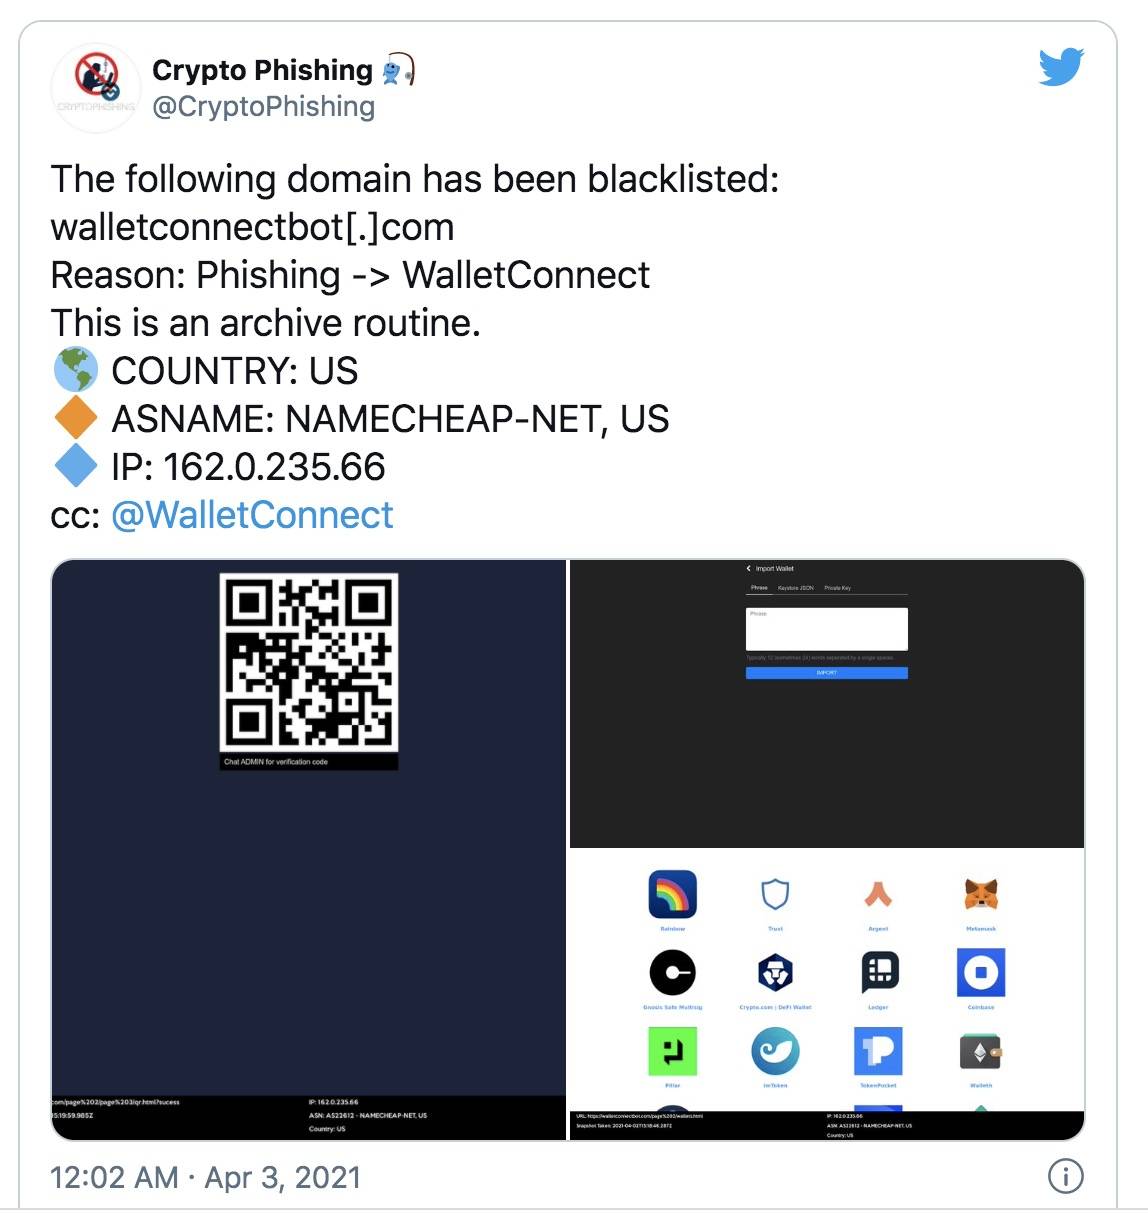 Crypto Phishing
@CryptoPhishing
CRYPTOPHISHING
The following domain has been blacklisted:
walletconnectbot[.]com
Reason: Phishing -> WalletConnect
This is an archive routine.
COUNTRY: US
ASNAME: NAMECHEAP-NET, US
IP: 162.0.235.66
cc: @WalletConnect
Chat ADMIN for verification code
com/page%202/page%203/qr.html?sucess
15:19:59.985Z
IP: 162.0.235.66
ASN: AS22612 - NAMECHEAP-NET, US
Country: US
Import Wallet
Phrase Keystore JSON Private Key
Phrase
Typically 12 (sometimes 24) words separated by a single spaces
IMPORT
Rainbow Trust Argent Metamask
Gnosis Safe Multisig Crypto.com | DeFi Wallet Ledger Coinbase
Pillar imToken TokenPocket Walleth
URL: https://walletconnectbot.com/page%202/wallets.html
Snapshot Taken: 2021-04-02T15:18:46.287Z
IP: 162.0.235.66
ASN: AS22612 - NAMECHEAP-NET, US
Country: US
12:02 AM · Apr 3, 2021